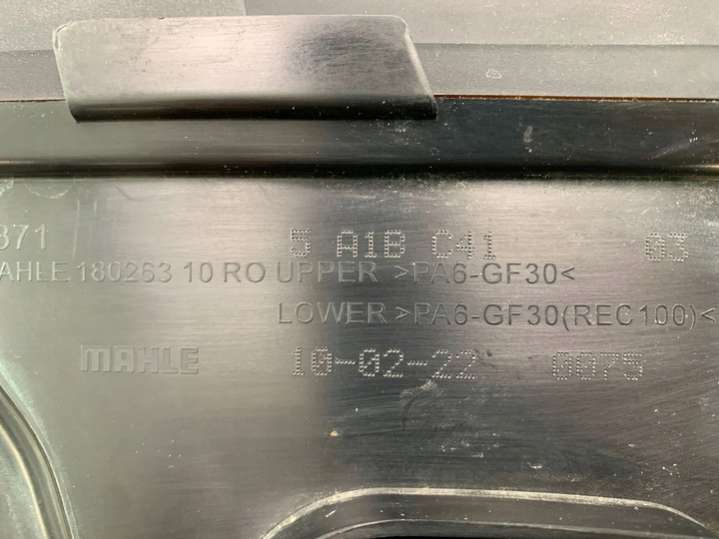 371 5 A1B C41 03
AHLE 180263 10 RO UPPER >PA6-GF30<
LOWER >PA6-GF30(REC100)<
MAHLE 10-02-22 0075